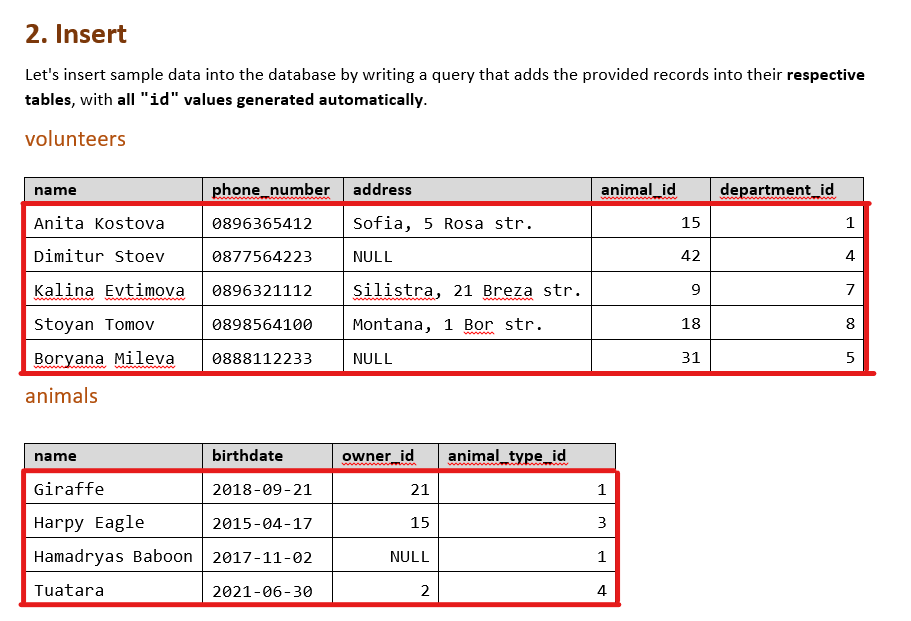 2. Insert
Let's insert sample data into the database by writing a query that adds the provided records into their respective
tables, with all "id" values generated automatically.
volunteers
name phone_number address animal_id department_id
Anita Kostova 0896365412 Sofia, 5 Rosa str. 15 1
Dimitur Stoev 0877564223 NULL 42 4
Kalina Evtimova 0896321112 Silistra, 21 Breza str. 9 7
Stoyan Tomov 0898564100 Montana, 1 Bor str. 18 8
Boryana Mileva 0888112233 NULL 31 5
animals
name birthdate owner_id animal_type_id
Giraffe 2018-09-21 21 1
Harpy Eagle 2015-04-17 15 3
Hamadryas Baboon 2017-11-02 NULL 1
Tuatara 2021-06-30 2 4